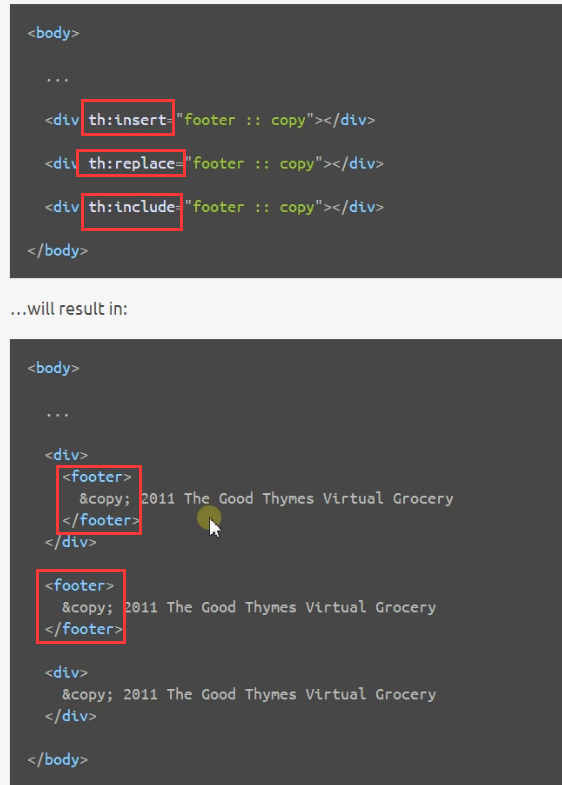 <body>
...
<div th:insert="footer :: copy"></div>
<div th:replace="footer :: copy"></div>
<div th:include="footer :: copy"></div>
</body>
...will result in:
<body>
...
<div>
<footer>
&copy; 2011 The Good Thymes Virtual Grocery
</footer>
</div>
<footer>
&copy; 2011 The Good Thymes Virtual Grocery
</footer>
<div>
&copy; 2011 The Good Thymes Virtual Grocery
</div>
</body>